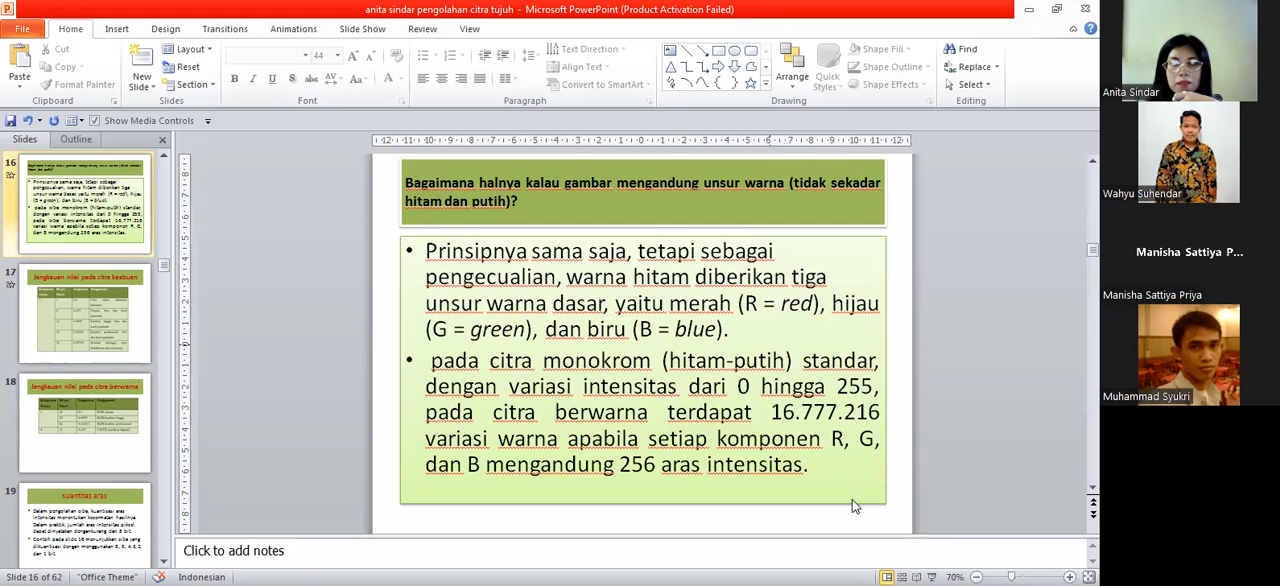 anita sindar pengolahan citra tujuh - Microsoft PowerPoint (Product Activation Failed)
File Home Insert Design Transitions Animations Slide Show Review View
Paste
Cut
Copy
Format Painter
Clipboard
New
Slide
Layout
Reset
Section
Slides
44
Font
Paragraph
Text Direction
Align Text
Convert to SmartArt
Arrange
Quick
Styles
Shape Fill
Shape Outline
Shape Effects
Drawing
Find
Replace
Select
Editing
Show Media Controls
Slides Outline
16
17
Jangkauan nilai pada citra keabuan
18
Jangkauan nilai pada citra berwarna
19
Kuantitas aras
Bagaimana halnya kalau gambar mengandung unsur warna (tidak sekadar
hitam dan putih)?
• Prinsipnya sama saja, tetapi sebagai
pengecualian, warna hitam diberikan tiga
unsur warna dasar, yaitu merah (R = red), hijau
(G = green), dan biru (B = blue).
• pada citra monokrom (hitam-putih) standar,
dengan variasi intensitas dari 0 hingga 255,
pada citra berwarna terdapat 16.777.216
variasi warna apabila setiap komponen R, G,
dan B mengandung 256 aras intensitas.
Click to add notes
Slide 16 of 62 "Office Theme" Indonesian 70%
Anita Sindar
Wahyu Suhendar
Manisha Sattiya P...
Manisha Sattiya Priya
Muhammad Syukri